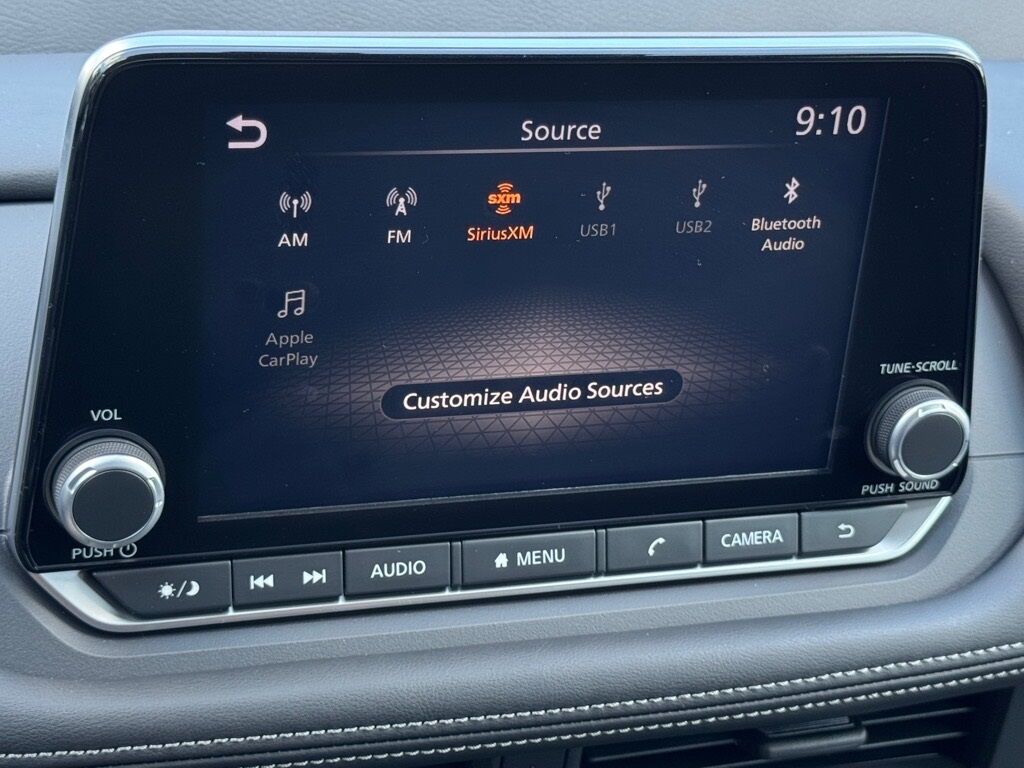 Source
9:10
AM
FM
sxm
SiriusXM
USB1
USB2
Bluetooth
Audio
Apple
CarPlay
Customize Audio Sources
VOL
PUSH
TUNE·SCROLL
PUSH SOUND
AUDIO
MENU
CAMERA